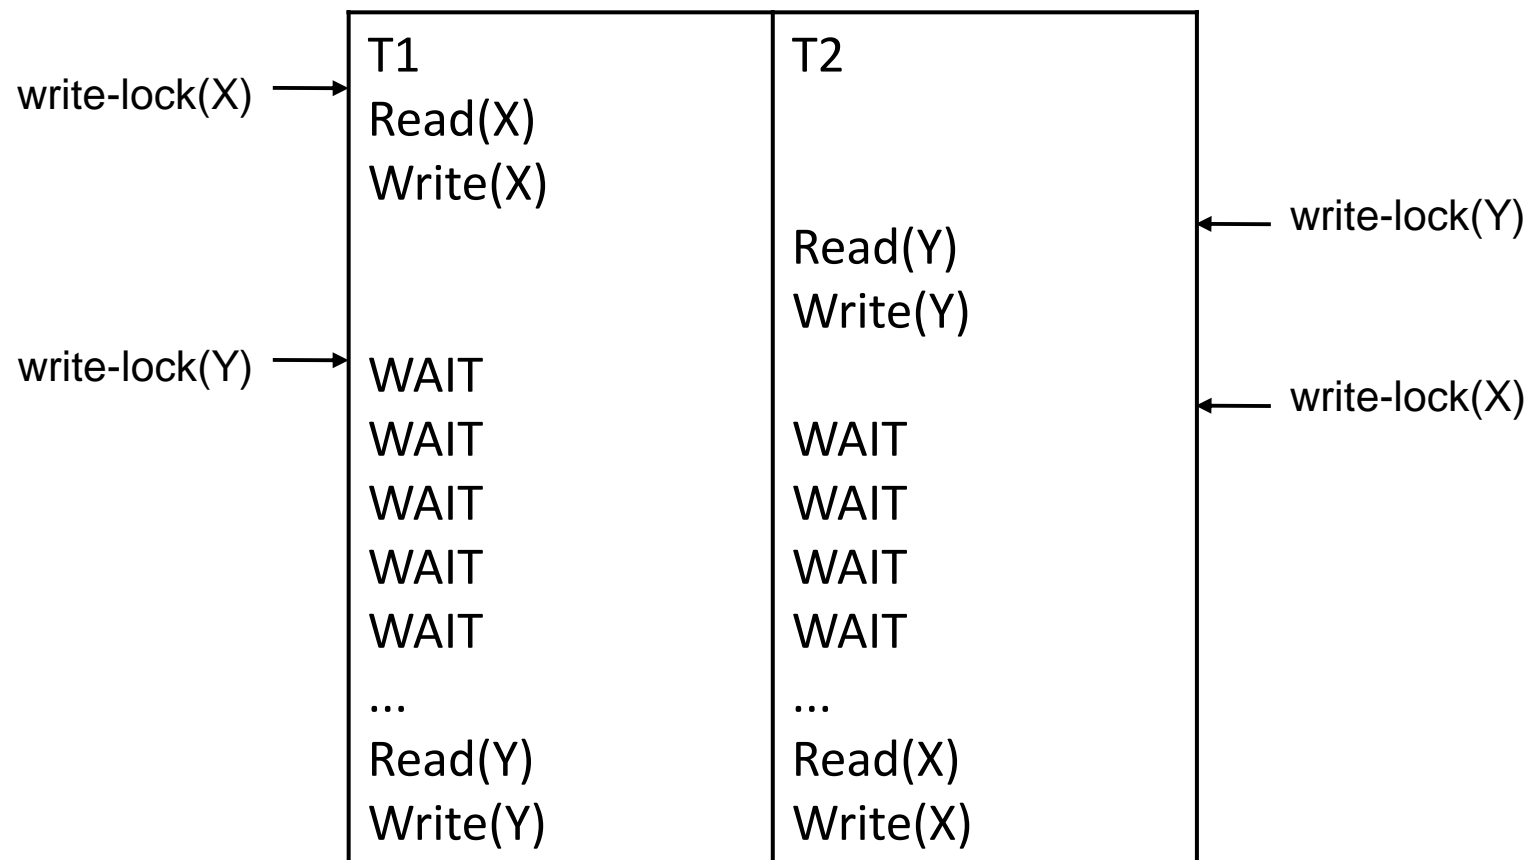 T1
T2
write-lock(X)
Read(X)
Write(X)
write-lock(Y)
Read(Y)
Write(Y)
write-lock(Y)
WAIT
write-lock(X)
WAIT
WAIT
WAIT
WAIT
WAIT
WAIT
WAIT
WAIT
...
...
Read(Y)
Read(X)
Write(Y)
Write(X)